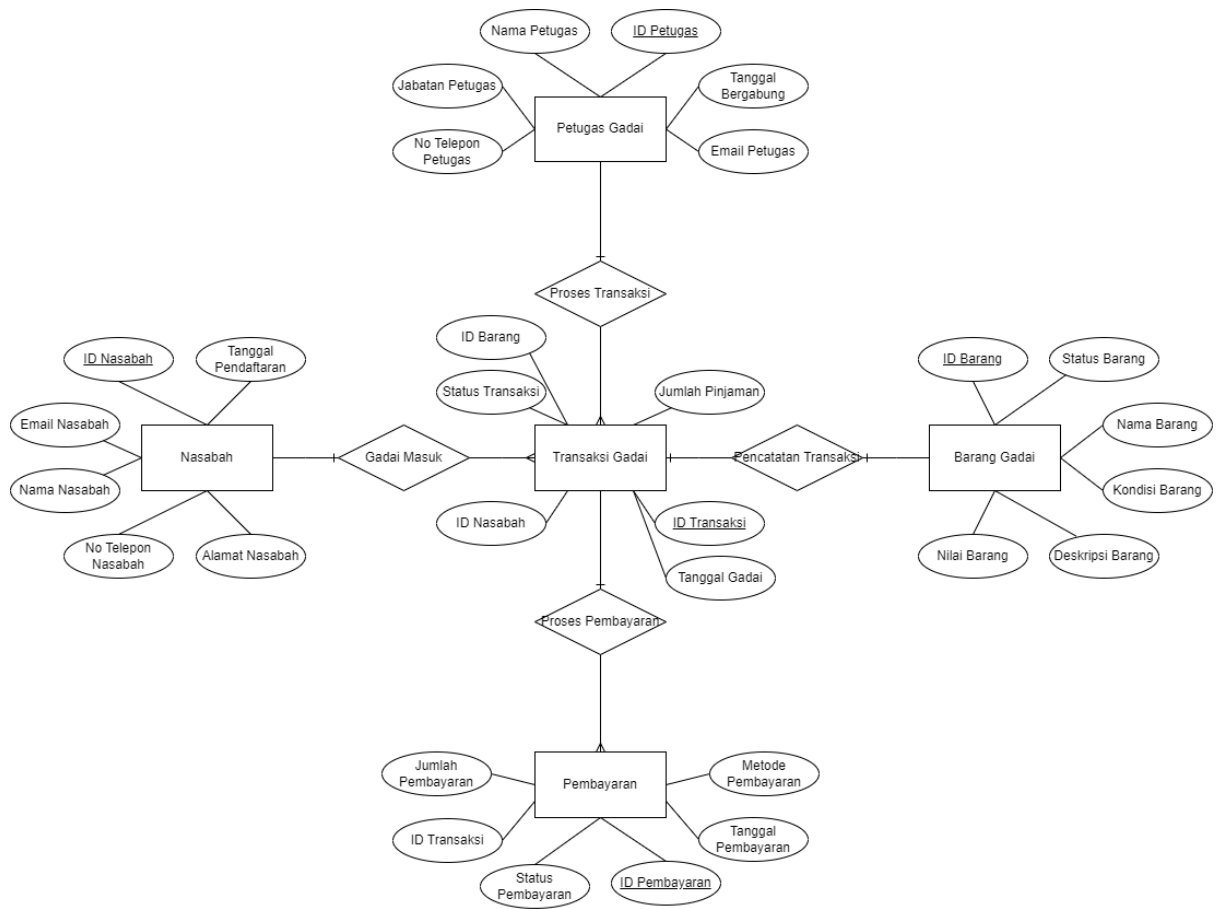 Nama Petugas
ID Petugas
Jabatan Petugas
Tanggal
Bergabung
Petugas Gadai
No Telepon
Petugas
Email Petugas
Proses Transaksi
ID Barang
ID Nasabah
Tanggal
Pendaftaran
Status Transaksi
Jumlah Pinjaman
ID Barang
Status Barang
Email Nasabah
Nama Barang
Nasabah
Gadai Masuk
Transaksi Gadai
Pencatatan Transaksi
Barang Gadai
Nama Nasabah
Kondisi Barang
ID Nasabah
ID Transaksi
No Telepon
Nasabah
Alamat Nasabah
Nilai Barang
Deskripsi Barang
Tanggal Gadai
Proses Pembayaran
Jumlah
Pembayaran
Metode
Pembayaran
Pembayaran
ID Transaksi
Tanggal
Pembayaran
Status
Pembayaran
ID Pembayaran